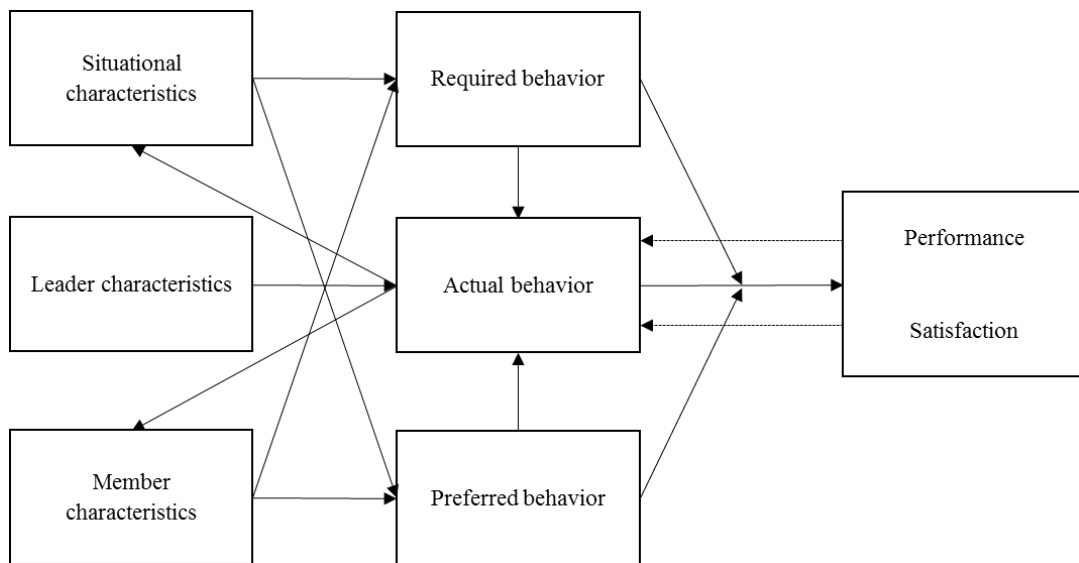 Situational
characteristics
Required behavior
Leader characteristics
Actual behavior
Performance
Satisfaction
Member
characteristics
Preferred behavior